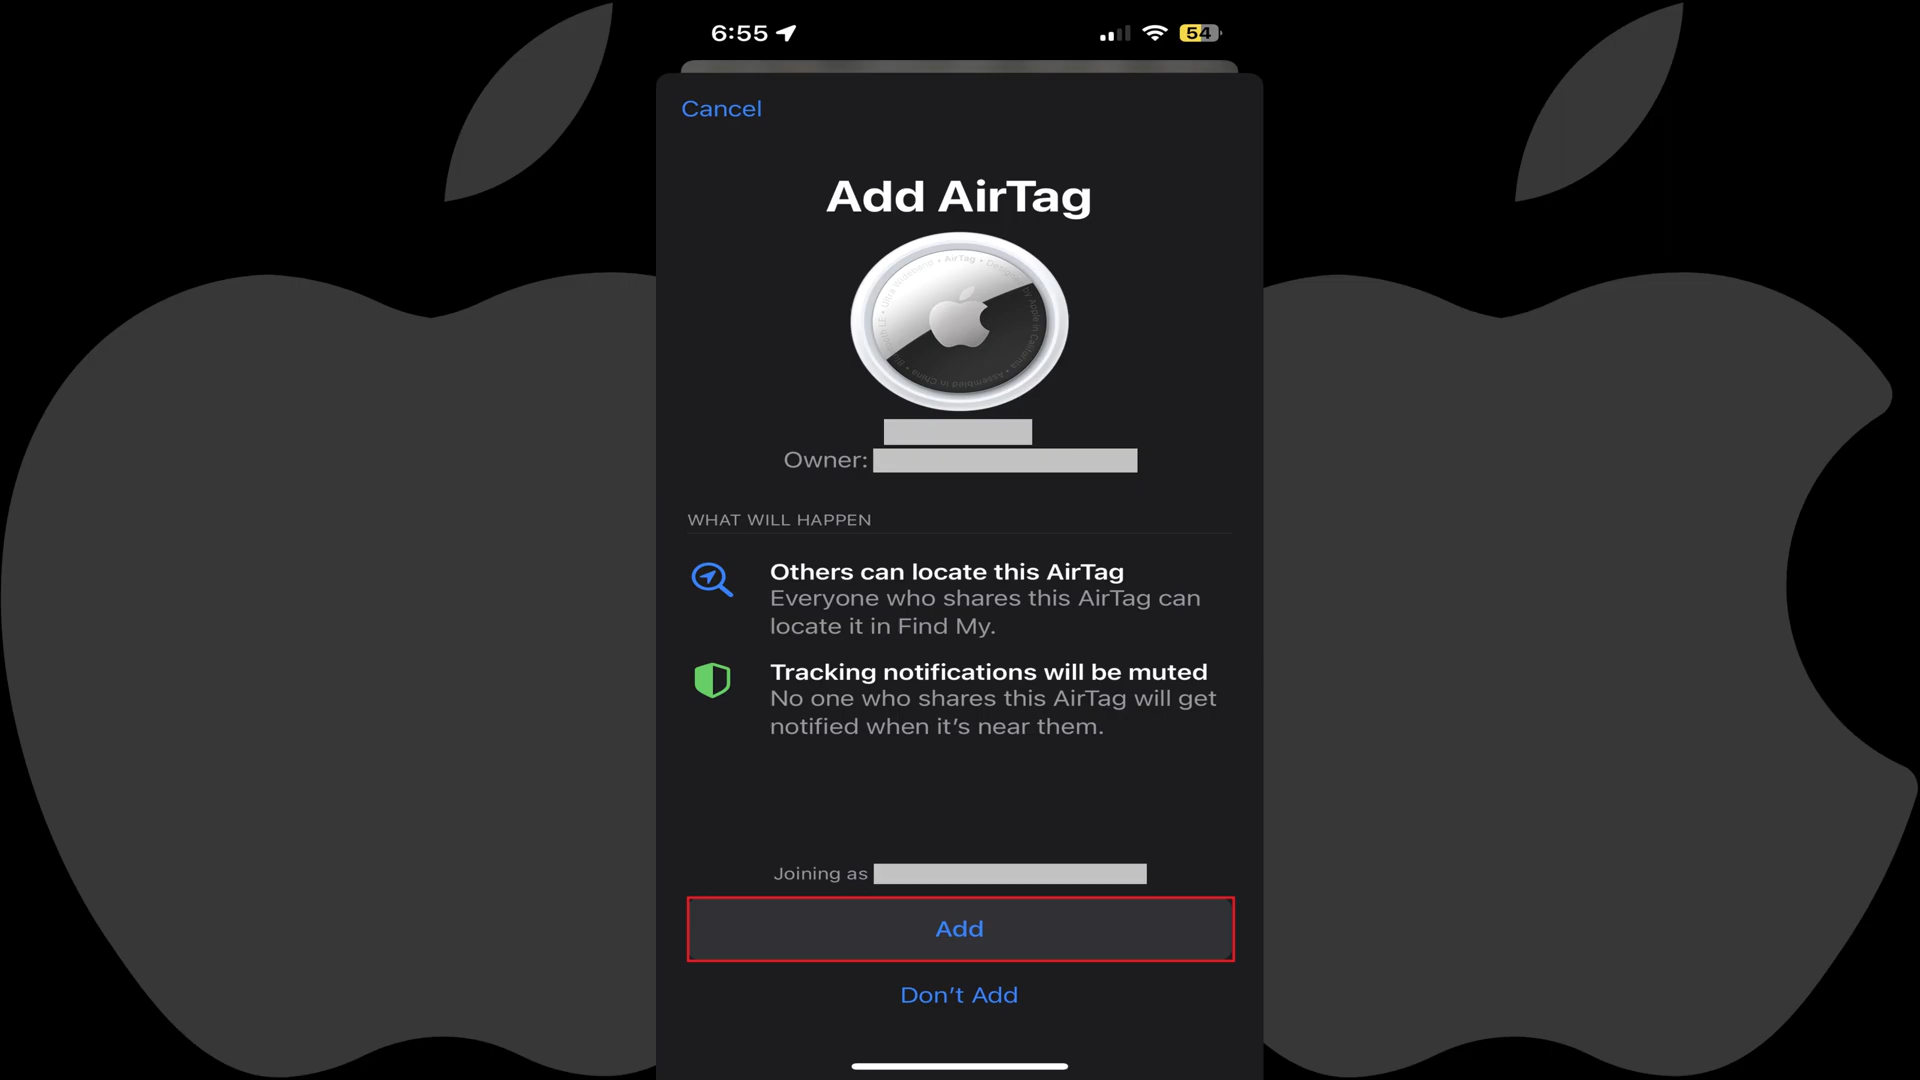 6:55
54
Cancel
Add AirTag
Owner:
WHAT WILL HAPPEN
Others can locate this AirTag
Everyone who shares this AirTag can
locate it in Find My.
Tracking notifications will be muted
No one who shares this AirTag will get
notified when it’s near them.
Joining as
Add
Don’t Add